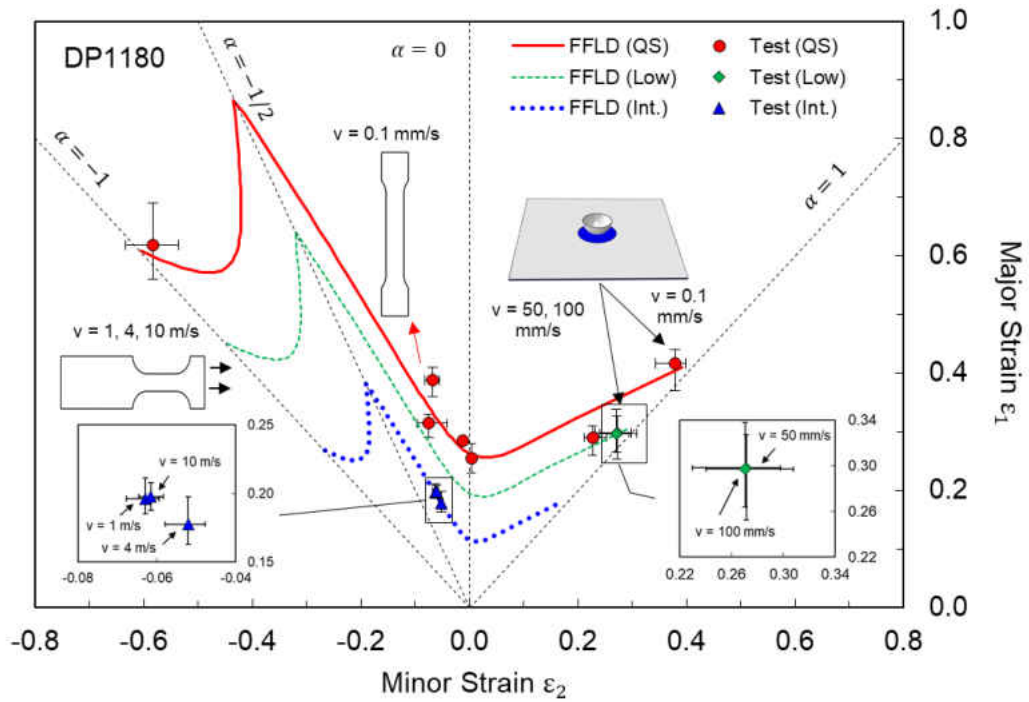 DP1180
α = 0
FFLD (QS)
Test (QS)
FFLD (Low)
Test (Low)
FFLD (Int.)
Test (Int.)
α = −1/2
α = −1
α = 1
v = 0.1 mm/s
v = 50, 100
mm/s
v = 0.1
mm/s
v = 1, 4, 10 m/s
v = 10 m/s
v = 1 m/s
v = 4 m/s
0.25
0.20
0.15
-0.08
-0.06
-0.04
v = 50 mm/s
v = 100 mm/s
0.34
0.30
0.26
0.22
0.22
0.26
0.30
0.34
1.0
0.8
0.6
0.4
0.2
0.0
Major Strain ε₁
-0.8
-0.6
-0.4
-0.2
0.0
0.2
0.4
0.6
0.8
Minor Strain ε₂